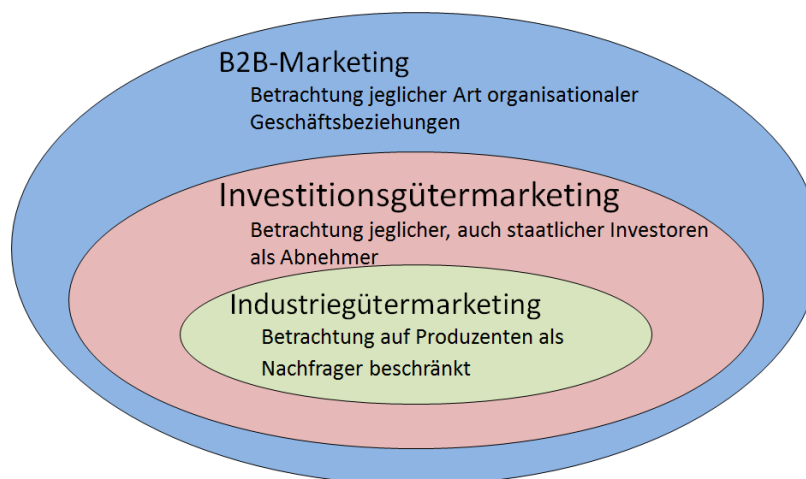 B2B-Marketing
Betrachtung jeglicher Art organisationaler
Geschäftsbeziehungen
Investitionsgütermarketing
Betrachtung jeglicher, auch staatlicher Investoren
als Abnehmer
Industriegütermarketing
Betrachtung auf Produzenten als
Nachfrager beschränkt